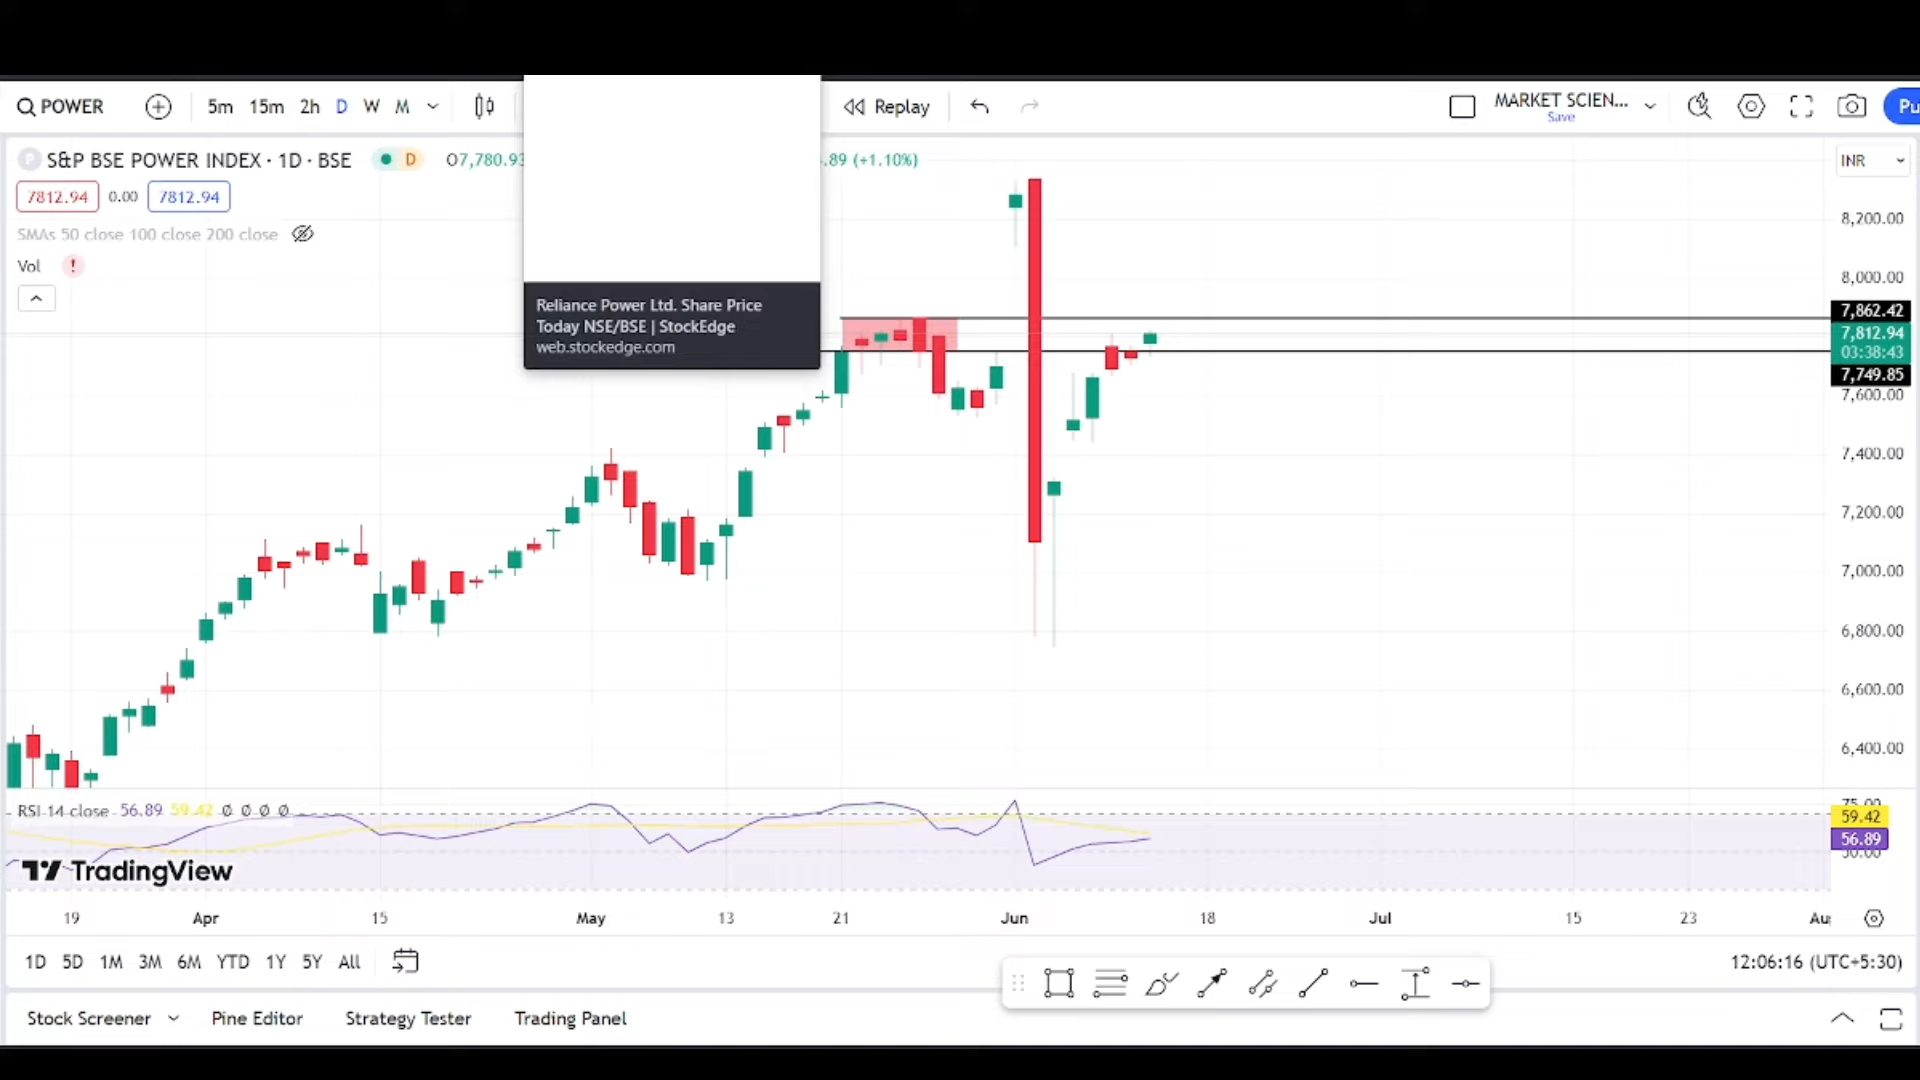 POWER 5m 15m 2h D W M Replay MARKET SCIEN... Save Pu
S&P BSE POWER INDEX · 1D · BSE D O7,780.93 .89 (+1.10%) INR
7812.94 0.00 7812.94
SMAs 50 close 100 close 200 close
Vol !
Reliance Power Ltd. Share Price
Today NSE/BSE | StockEdge
web.stockedge.com
8,200.00
8,000.00
7,862.42
7,812.94
03:38:43
7,749.85
7,600.00
7,400.00
7,200.00
7,000.00
6,800.00
6,600.00
6,400.00
RSI 14 close 56.89 59.42 Ø Ø Ø Ø
75.00
59.42
56.89
TradingView
19 Apr 15 May 13 21 Jun 18 Jul 15 23 Au
1D 5D 1M 3M 6M YTD 1Y 5Y All 12:06:16 (UTC+5:30)
Stock Screener Pine Editor Strategy Tester Trading Panel